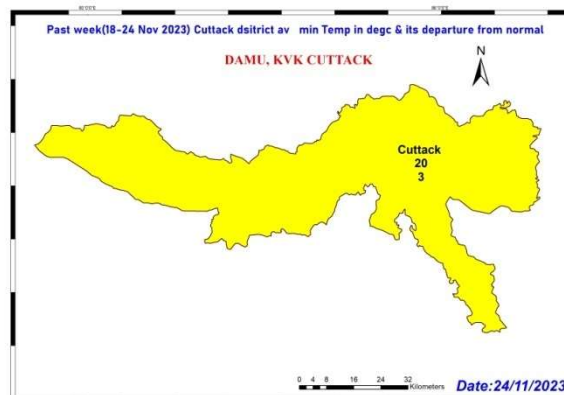 Past week(18-24 Nov 2023) Cuttack dsitrict av min Temp in degc & its departure from normal
DAMU, KVK CUTTACK
N
Cuttack
20
3
0 4 8 16 24 32
Kilometers
Date:24/11/2023